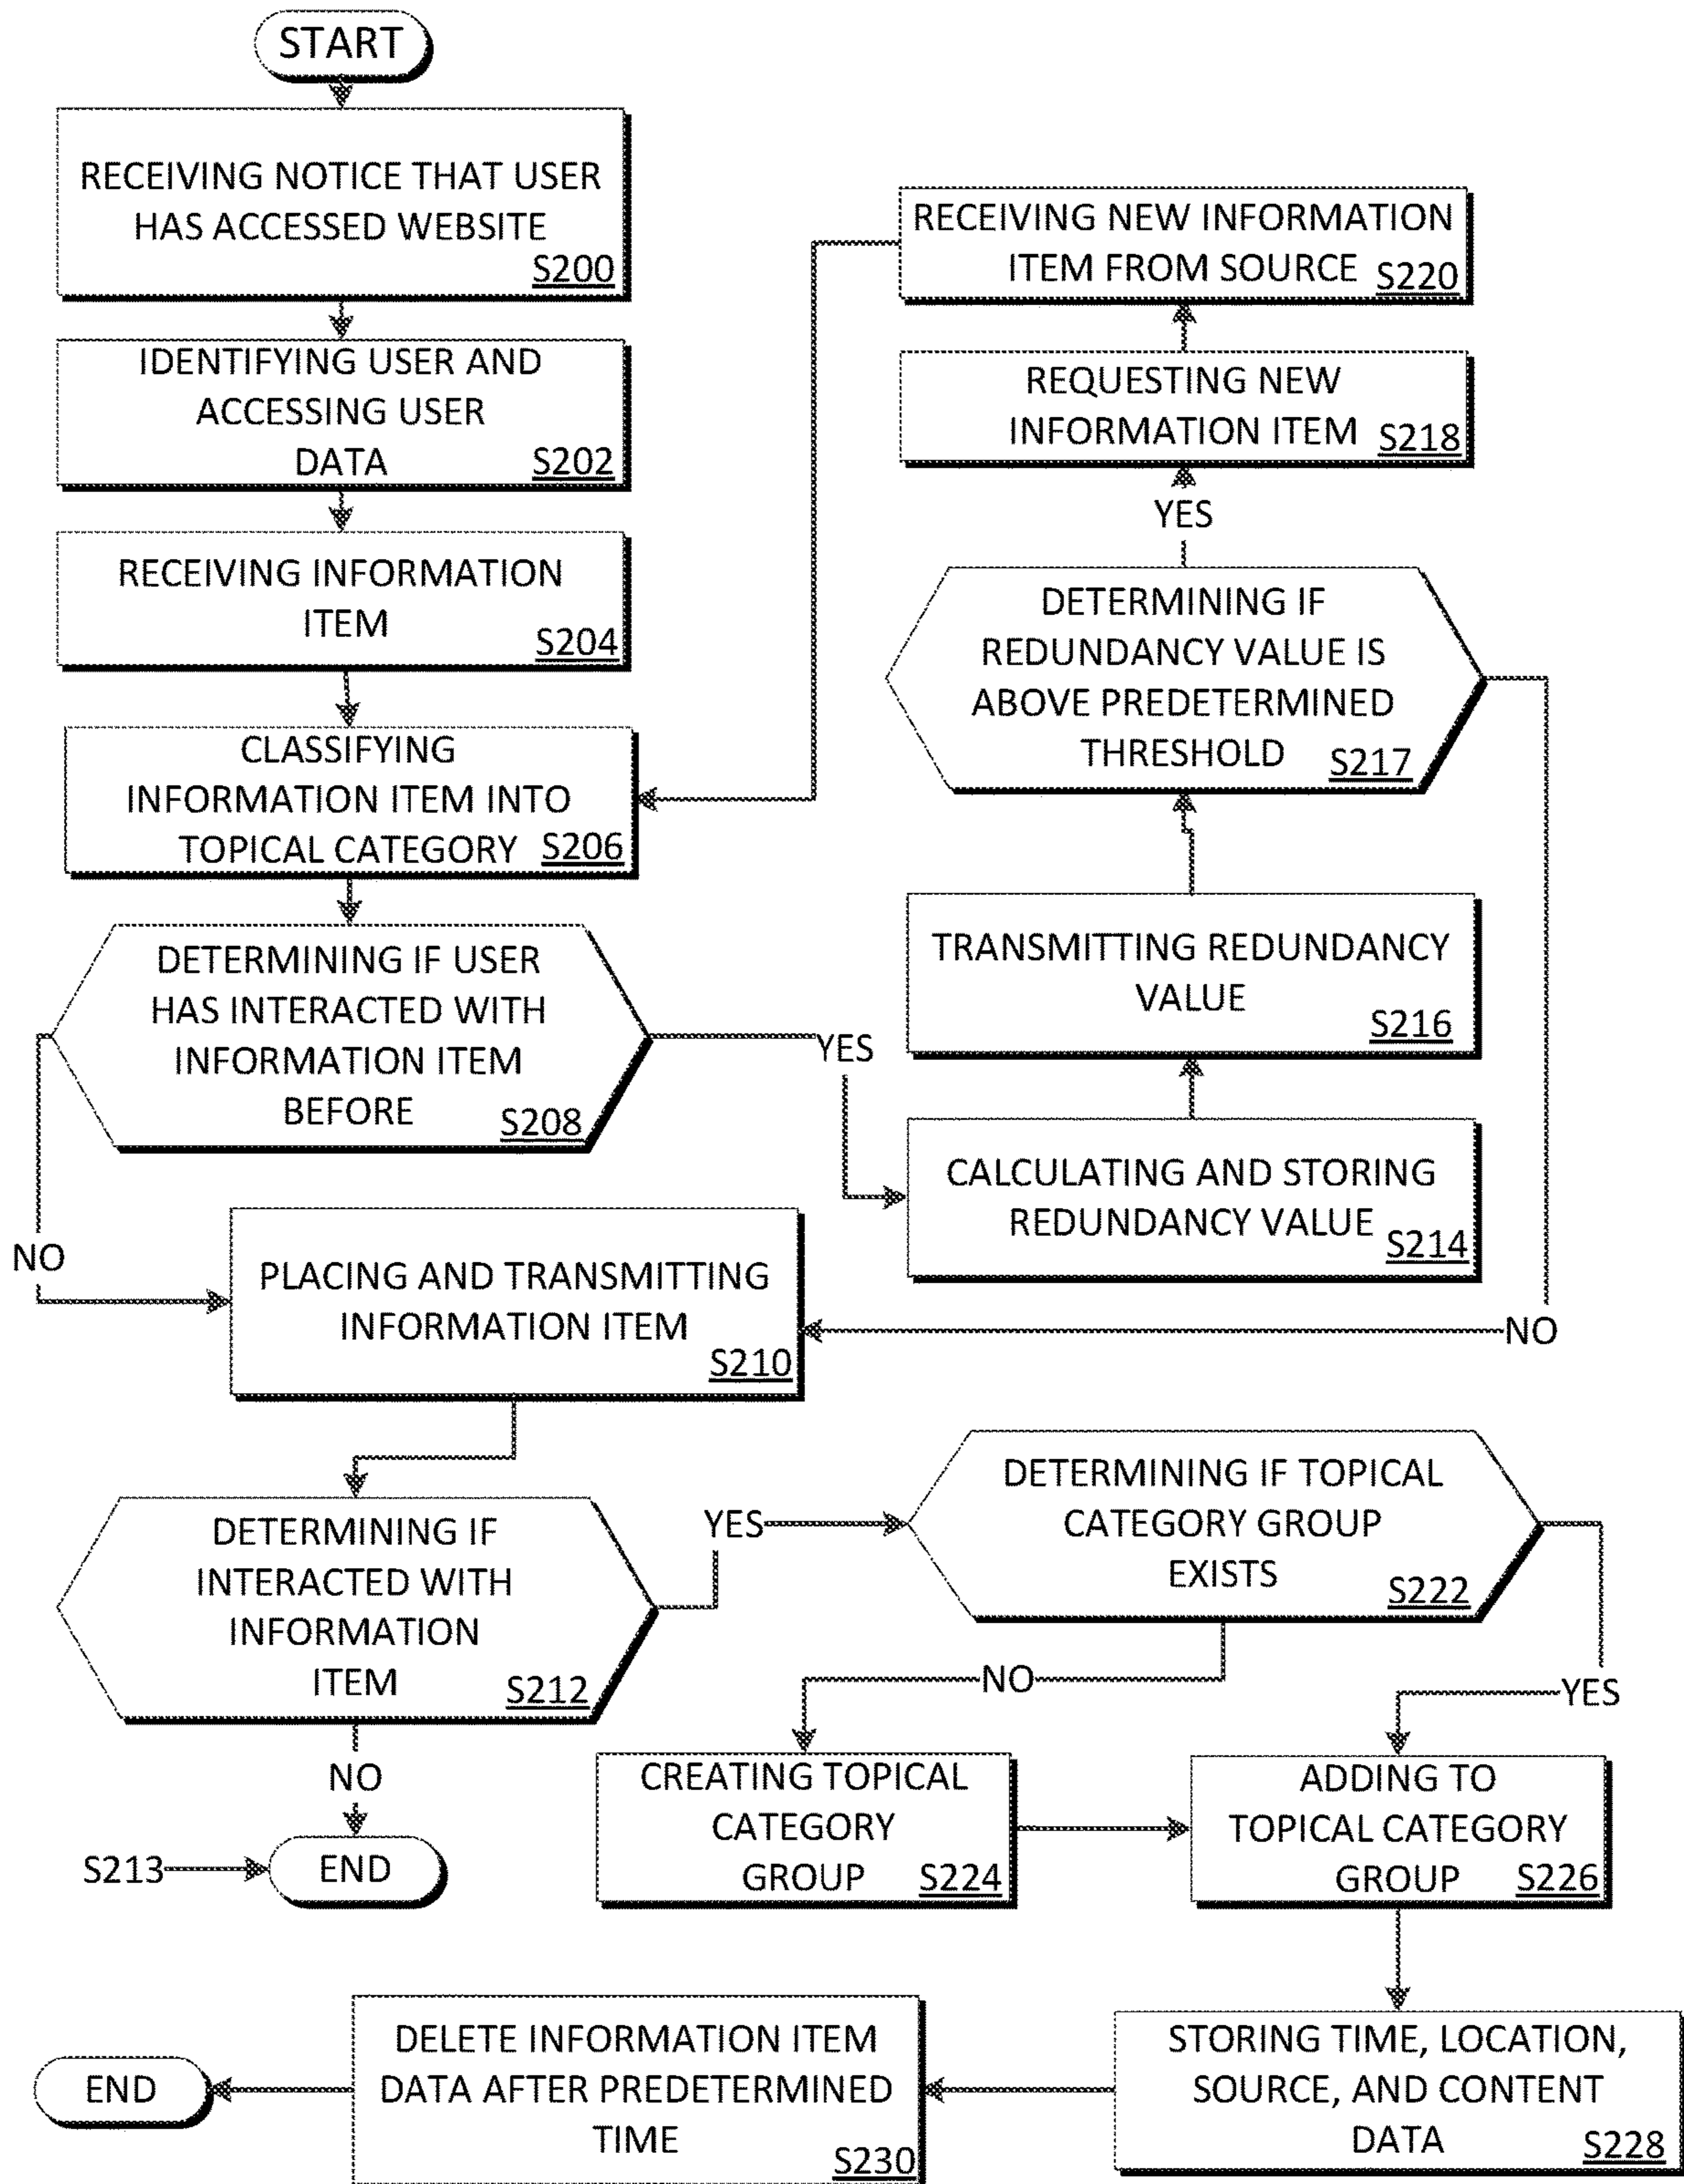 START
RECEIVING NOTICE THAT USER
HAS ACCESSED WEBSITE
S200
IDENTIFYING USER AND
ACCESSING USER
DATA
S202
RECEIVING INFORMATION
ITEM
S204
CLASSIFYING
INFORMATION ITEM INTO
TOPICAL CATEGORY
S206
DETERMINING IF USER
HAS INTERACTED WITH
INFORMATION ITEM
BEFORE
S208
NO
YES
RECEIVING NEW INFORMATION
ITEM FROM SOURCE
S220
REQUESTING NEW
INFORMATION ITEM
S218
YES
DETERMINING IF
REDUNDANCY VALUE IS
ABOVE PREDETERMINED
THRESHOLD
S217
TRANSMITTING REDUNDANCY
VALUE
S216
CALCULATING AND STORING
REDUNDANCY VALUE
S214
NO
PLACING AND TRANSMITTING
INFORMATION ITEM
S210
DETERMINING IF
INTERACTED WITH
INFORMATION
ITEM
S212
YES
NO
S213
END
DETERMINING IF TOPICAL
CATEGORY GROUP
EXISTS
S222
NO
YES
CREATING TOPICAL
CATEGORY
GROUP
S224
ADDING TO
TOPICAL CATEGORY
GROUP
S226
STORING TIME, LOCATION,
SOURCE, AND CONTENT
DATA
S228
DELETE INFORMATION ITEM
DATA AFTER PREDETERMINED
TIME
S230
END